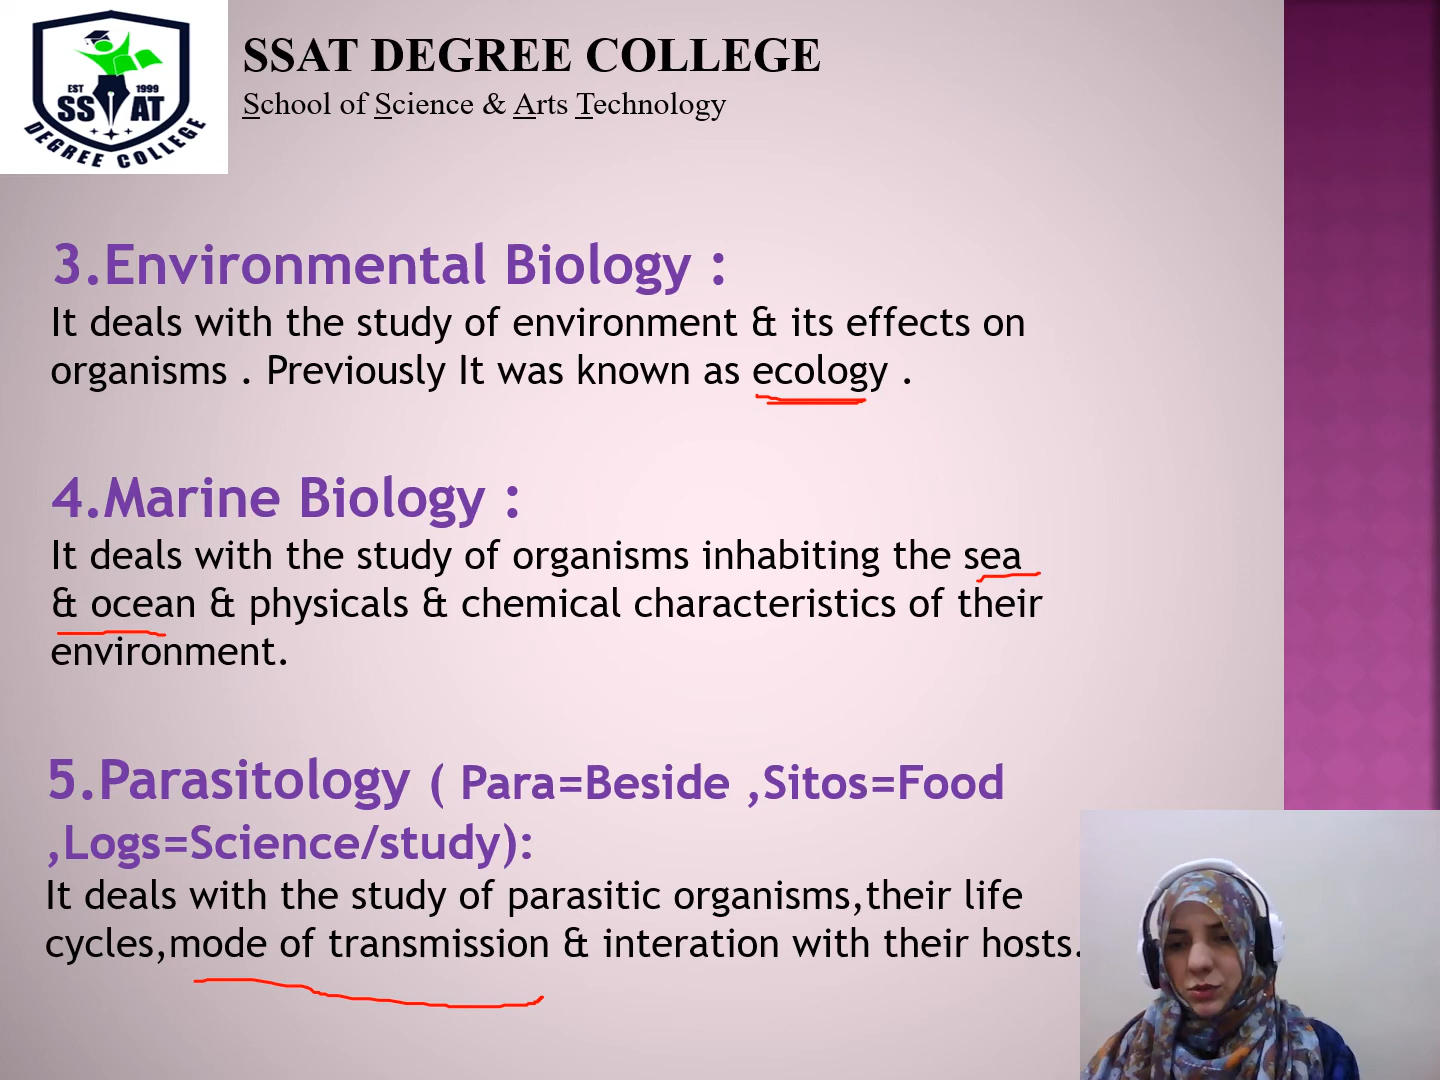 EST 1999
SS AT
DEGREE COLLEGE
SSAT DEGREE COLLEGE
School of Science & Arts Technology
3.Environmental Biology :
It deals with the study of environment & its effects on
organisms . Previously It was known as ecology .
4.Marine Biology :
It deals with the study of organisms inhabiting the sea
& ocean & physicals & chemical characteristics of their
environment.
5.Parasitology ( Para=Beside ,Sitos=Food
,Logs=Science/study):
It deals with the study of parasitic organisms,their life
cycles,mode of transmission & interation with their hosts.